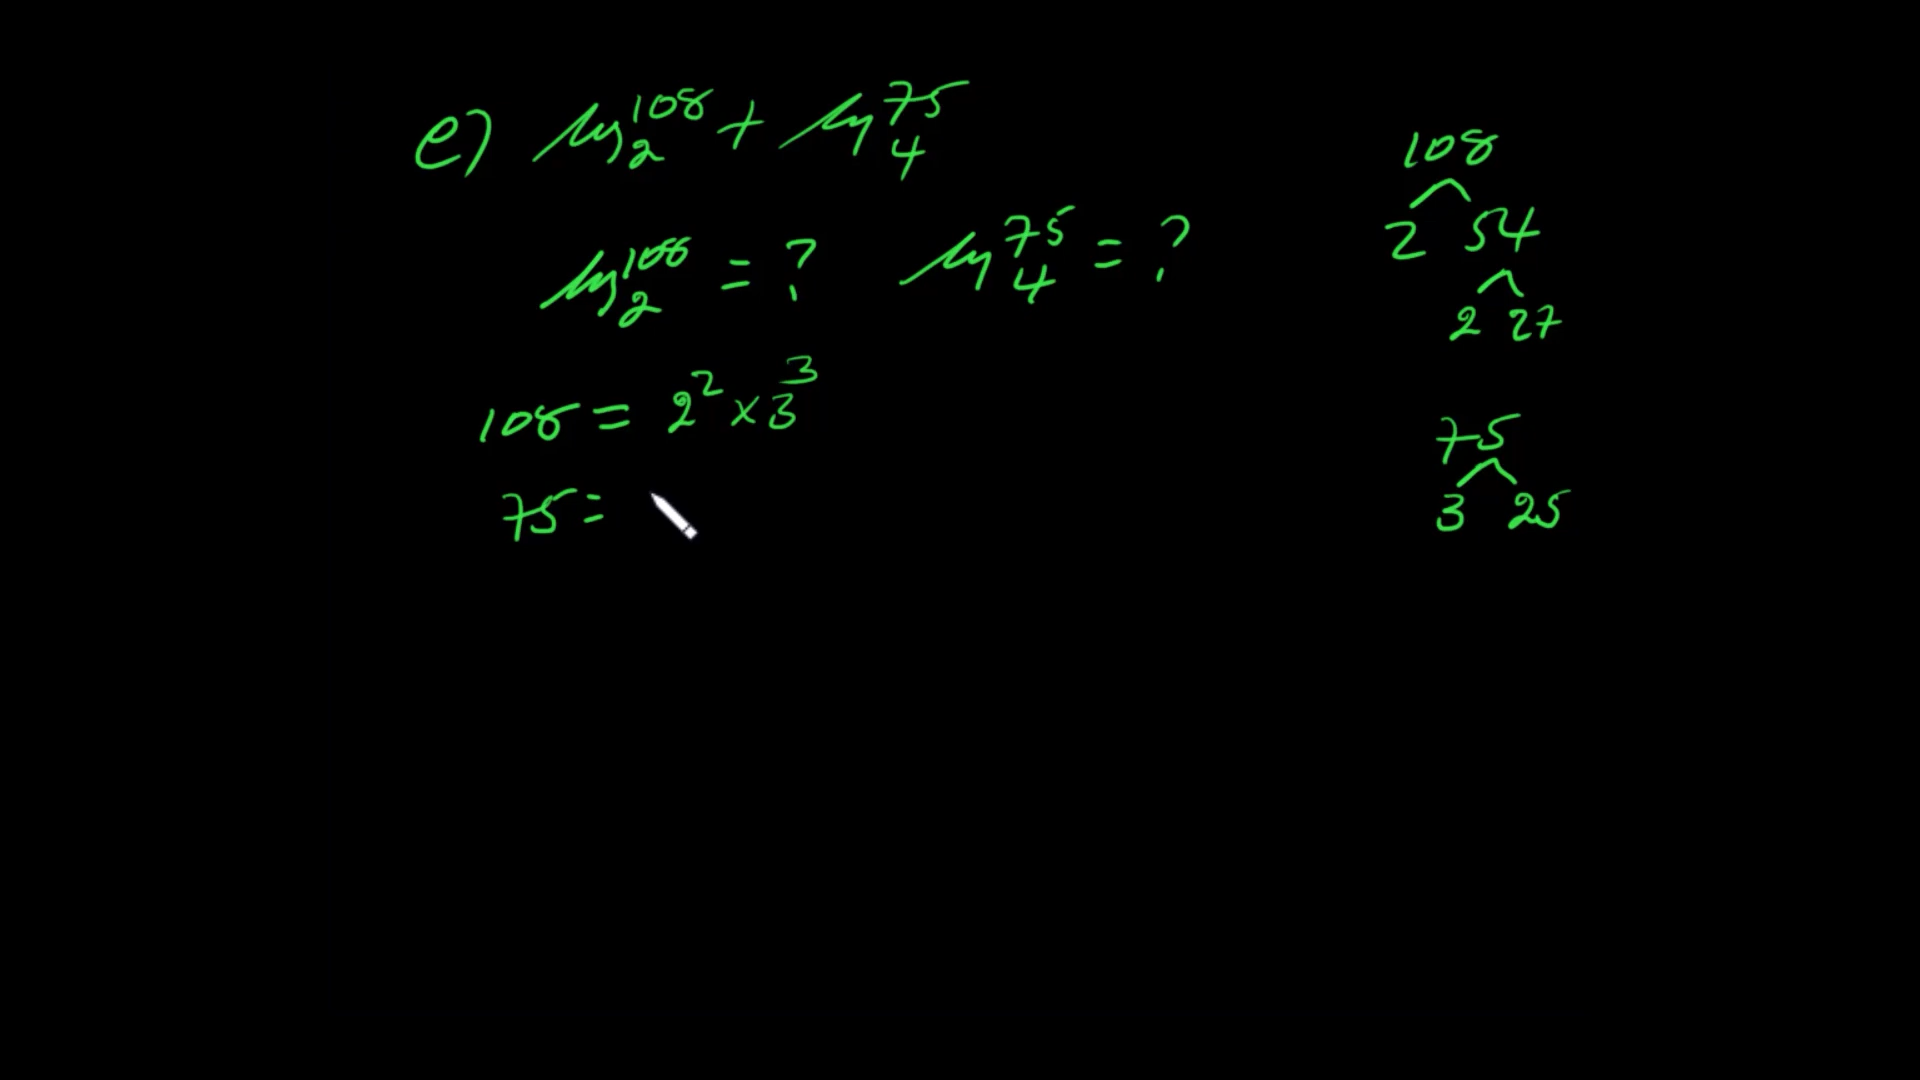 e) log₂¹⁰⁸ + log₄⁷⁵
log₂¹⁰⁸ = ? log₄⁷⁵ = ?
108 = 2² × 3³
75 =
108
2 54
2 27
75
3 25